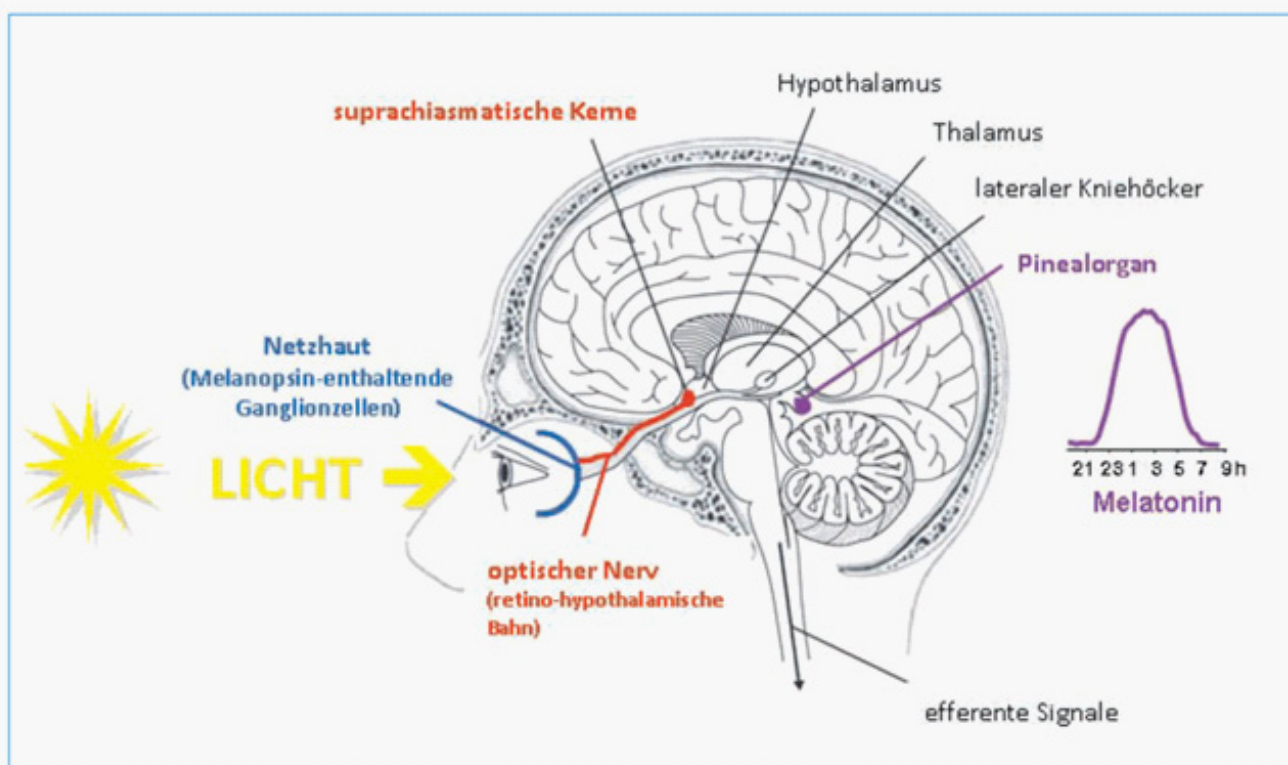 Hypothalamus
suprachiasmatische Kerne
Thalamus
lateraler Kniehöcker
Pinealorgan
Netzhaut
(Melanopsin-enthaltende
Ganglionzellen)
LICHT
21 23 1 3 5 7 9h
Melatonin
optischer Nerv
(retino-hypothalamische
Bahn)
efferente Signale